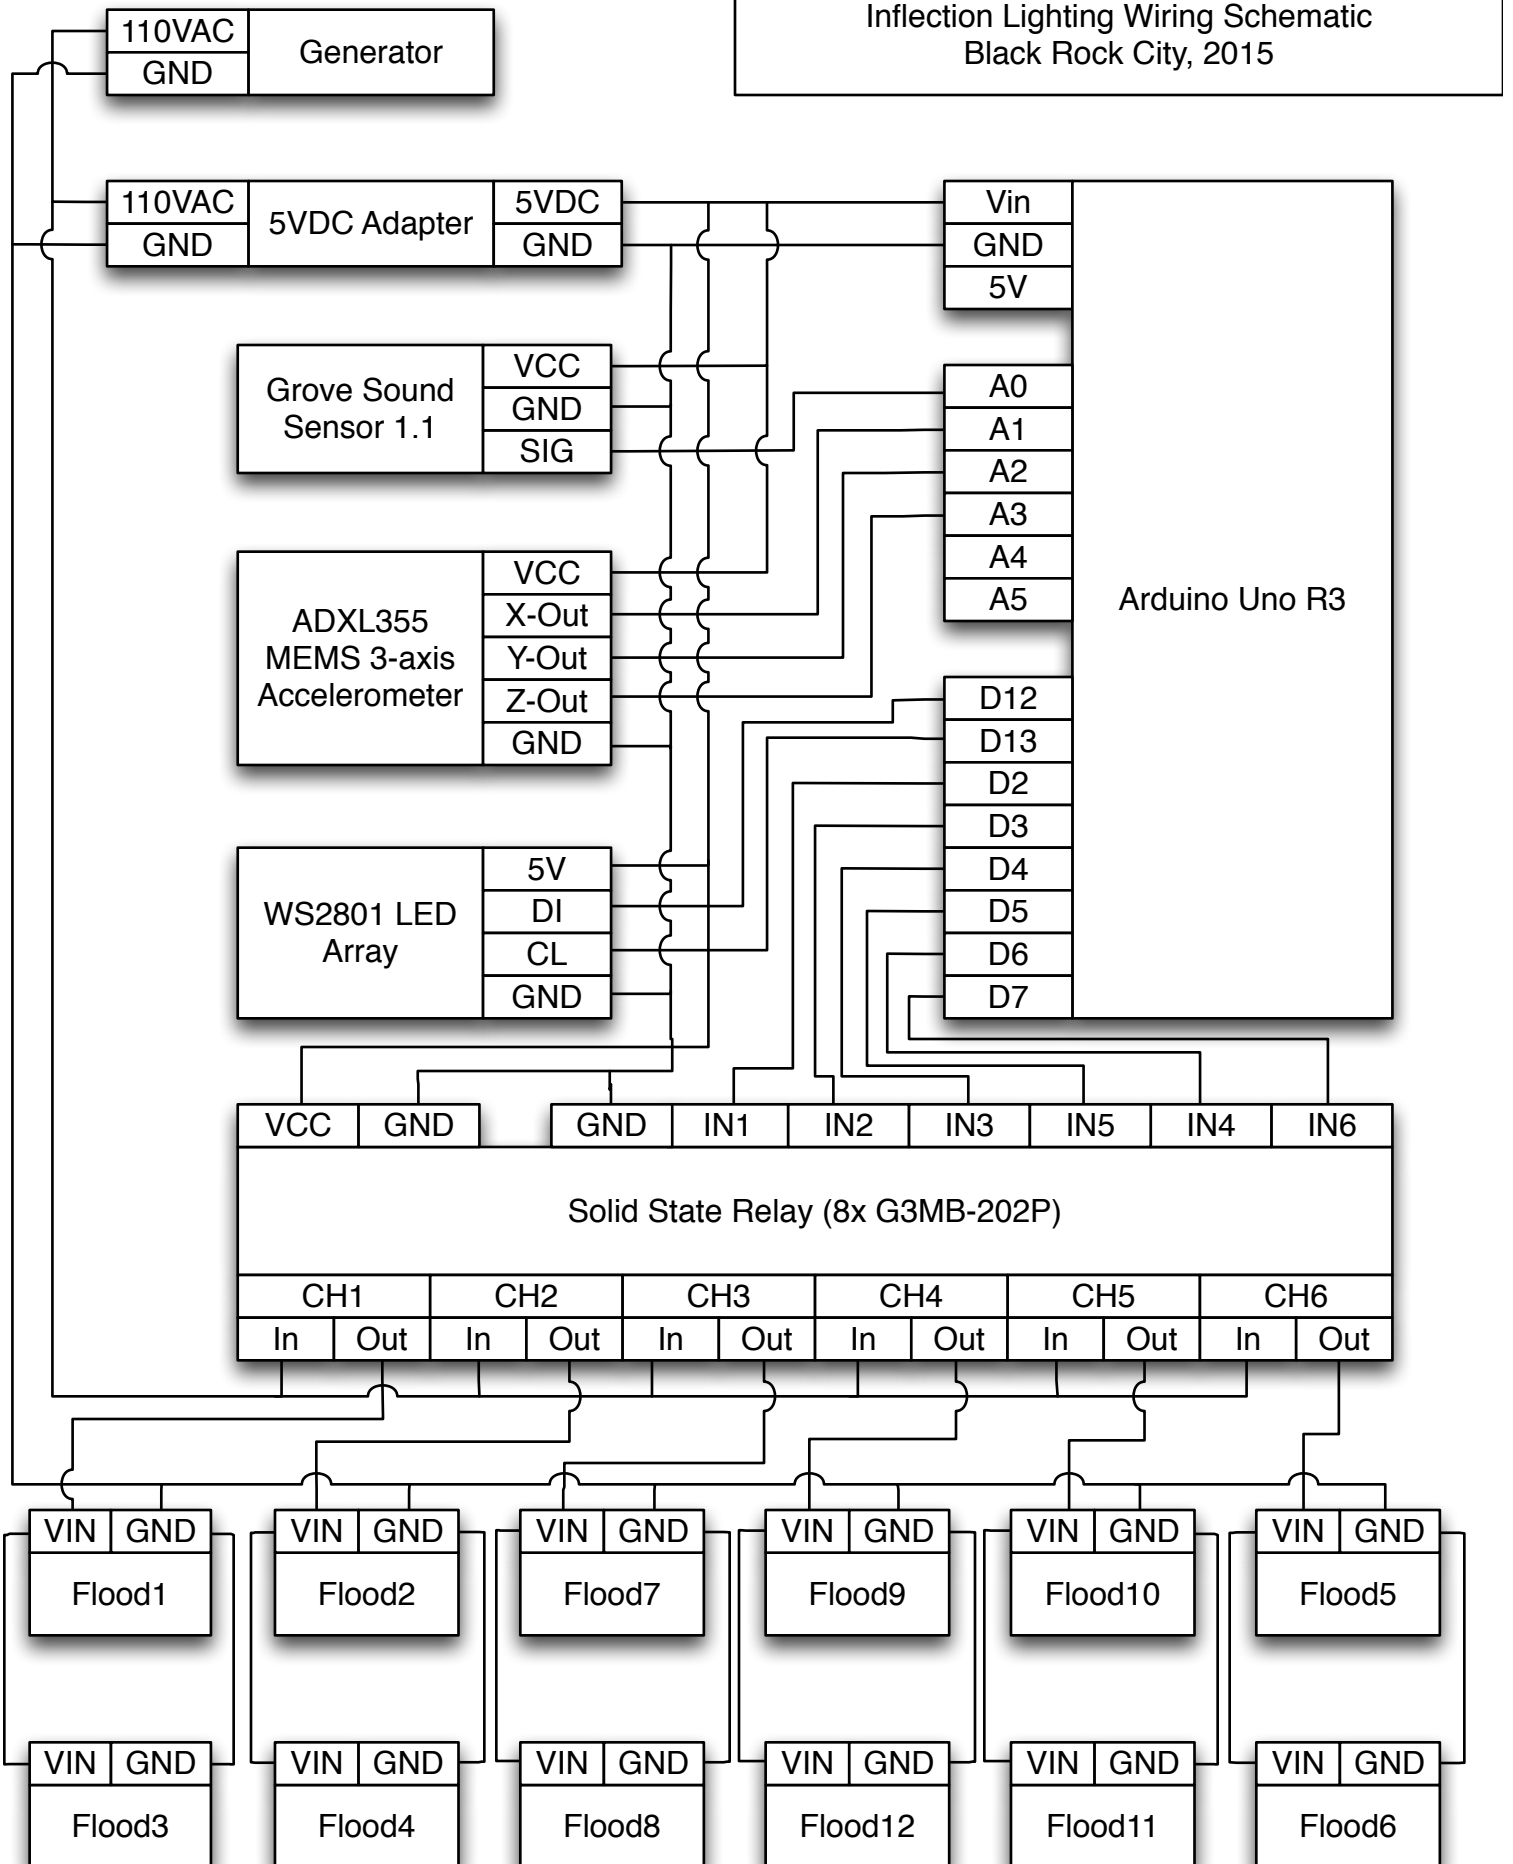 Inflection Lighting Wiring Schematic
Black Rock City, 2015
110VAC
GND
Generator
110VAC
GND
5VDC Adapter
5VDC
GND
Vin
GND
5V
Grove Sound
Sensor 1.1
VCC
GND
SIG
A0
A1
A2
A3
A4
A5
Arduino Uno R3
ADXL355
MEMS 3-axis
Accelerometer
VCC
X-Out
Y-Out
Z-Out
GND
D12
D13
D2
D3
D4
D5
D6
D7
WS2801 LED
Array
5V
DI
CL
GND
VCC GND GND IN1 IN2 IN3 IN5 IN4 IN6
Solid State Relay (8x G3MB-202P)
CH1 CH2 CH3 CH4 CH5 CH6
In Out In Out In Out In Out In Out In Out
VIN GND VIN GND VIN GND VIN GND VIN GND VIN GND
Flood1 Flood2 Flood7 Flood9 Flood10 Flood5
VIN GND VIN GND VIN GND VIN GND VIN GND VIN GND
Flood3 Flood4 Flood8 Flood12 Flood11 Flood6